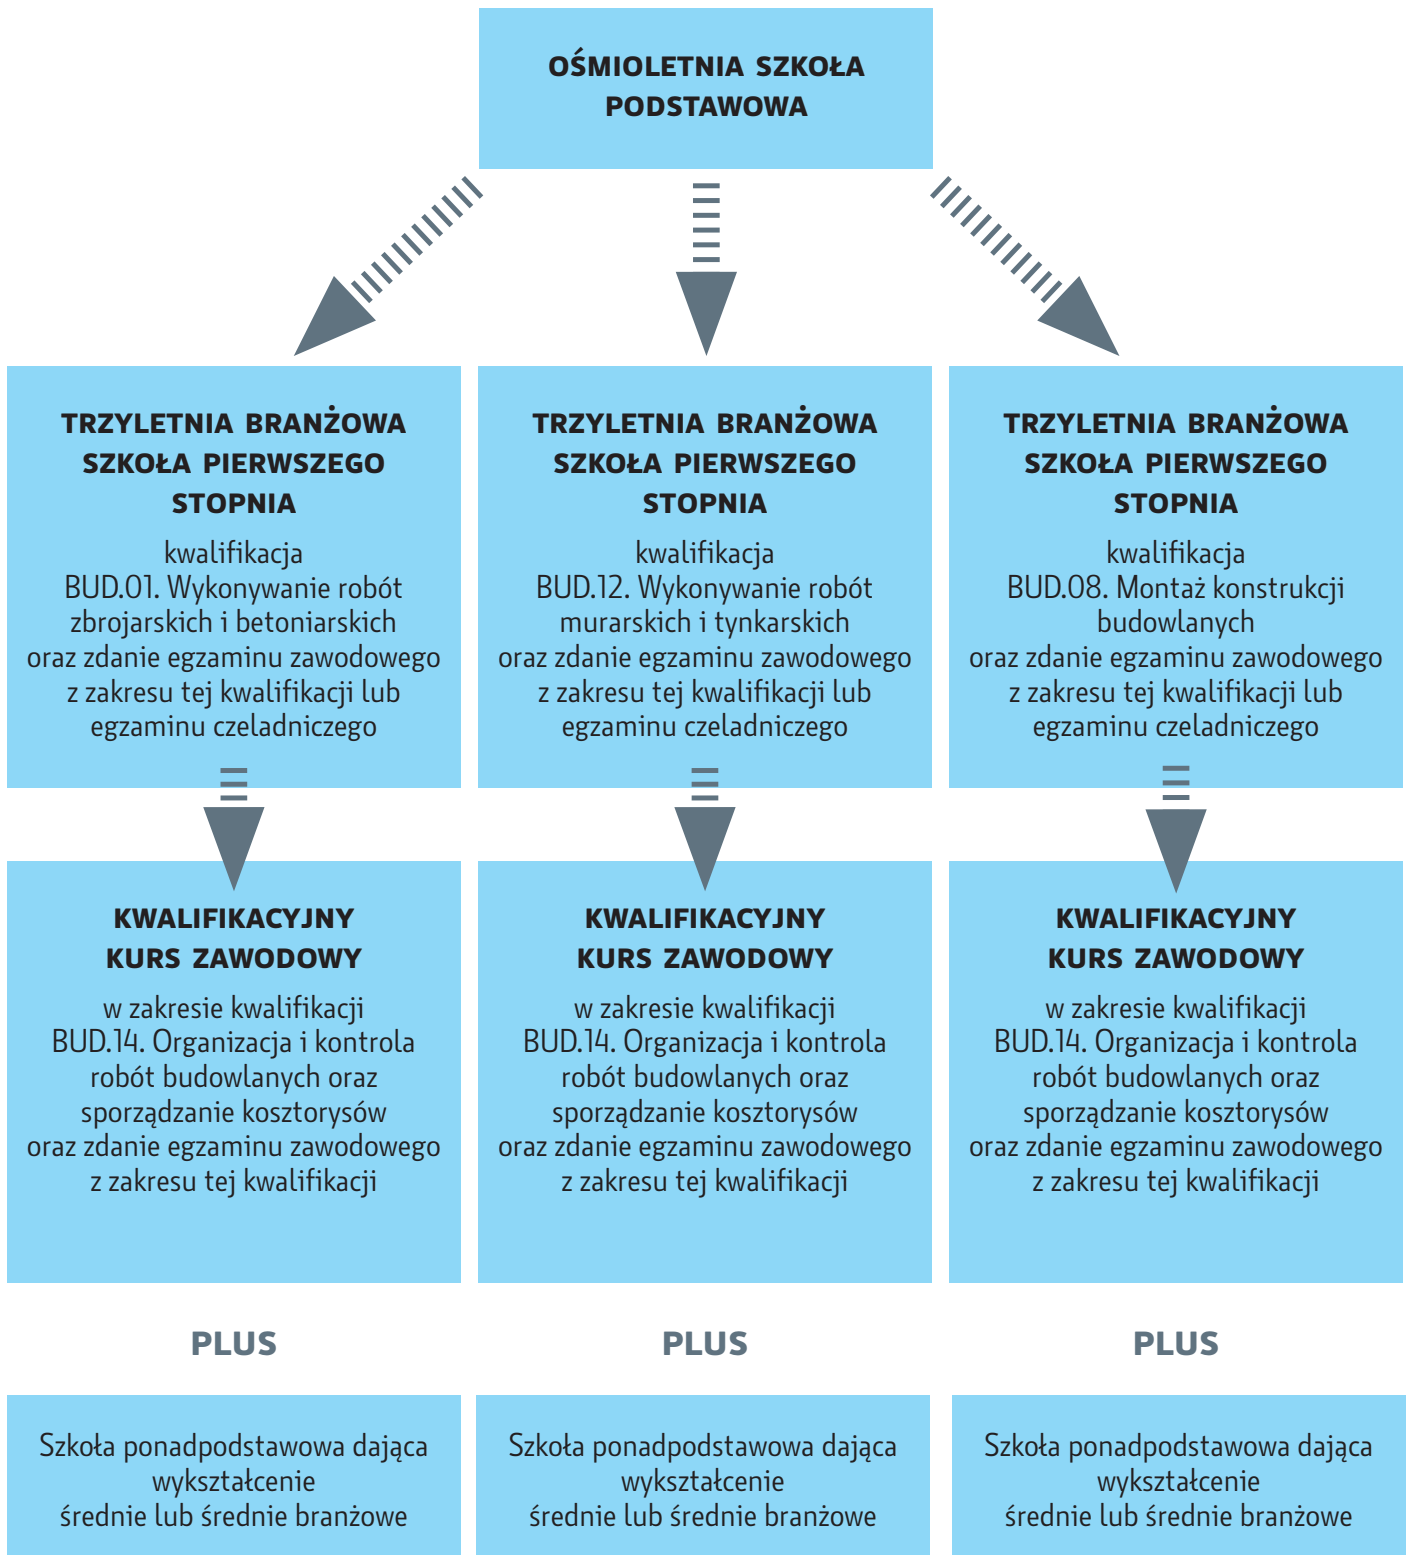 OŚMIOLETNIA SZKOŁA
PODSTAWOWA
TRZYLETNIA BRANŻOWA
SZKOŁA PIERWSZEGO
STOPNIA
kwalifikacja
BUD.01. Wykonywanie robót
zbrojarskich i betoniarskich
oraz zdanie egzaminu zawodowego
z zakresu tej kwalifikacji lub
egzaminu czeladniczego
TRZYLETNIA BRANŻOWA
SZKOŁA PIERWSZEGO
STOPNIA
kwalifikacja
BUD.12. Wykonywanie robót
murarskich i tynkarskich
oraz zdanie egzaminu zawodowego
z zakresu tej kwalifikacji lub
egzaminu czeladniczego
TRZYLETNIA BRANŻOWA
SZKOŁA PIERWSZEGO
STOPNIA
kwalifikacja
BUD.08. Montaż konstrukcji
budowlanych
oraz zdanie egzaminu zawodowego
z zakresu tej kwalifikacji lub
egzaminu czeladniczego
KWALIFIKACYJNY
KURS ZAWODOWY
w zakresie kwalifikacji
BUD.14. Organizacja i kontrola
robót budowlanych oraz
sporządzanie kosztorysów
oraz zdanie egzaminu zawodowego
z zakresu tej kwalifikacji
KWALIFIKACYJNY
KURS ZAWODOWY
w zakresie kwalifikacji
BUD.14. Organizacja i kontrola
robót budowlanych oraz
sporządzanie kosztorysów
oraz zdanie egzaminu zawodowego
z zakresu tej kwalifikacji
KWALIFIKACYJNY
KURS ZAWODOWY
w zakresie kwalifikacji
BUD.14. Organizacja i kontrola
robót budowlanych oraz
sporządzanie kosztorysów
oraz zdanie egzaminu zawodowego
z zakresu tej kwalifikacji
PLUS
PLUS
PLUS
Szkoła ponadpodstawowa dająca
wykształcenie
średnie lub średnie branżowe
Szkoła ponadpodstawowa dająca
wykształcenie
średnie lub średnie branżowe
Szkoła ponadpodstawowa dająca
wykształcenie
średnie lub średnie branżowe